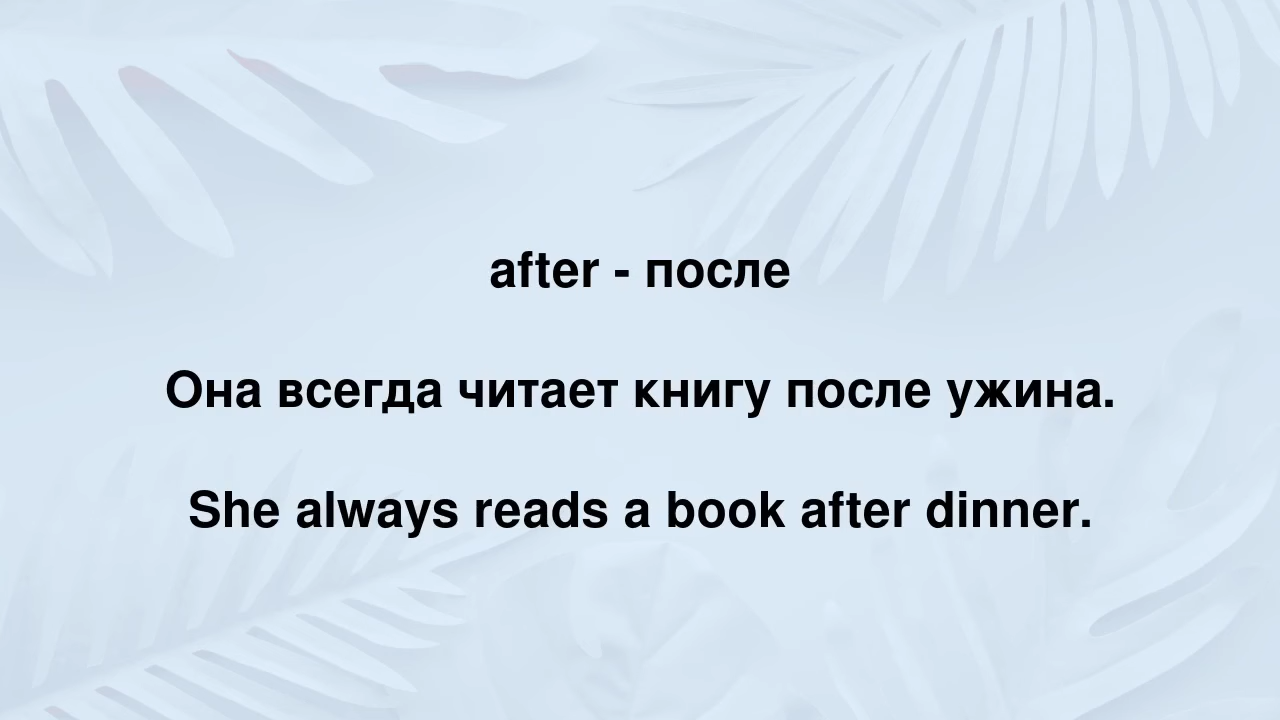 after - после
Она всегда читает книгу после ужина.
She always reads a book after dinner.